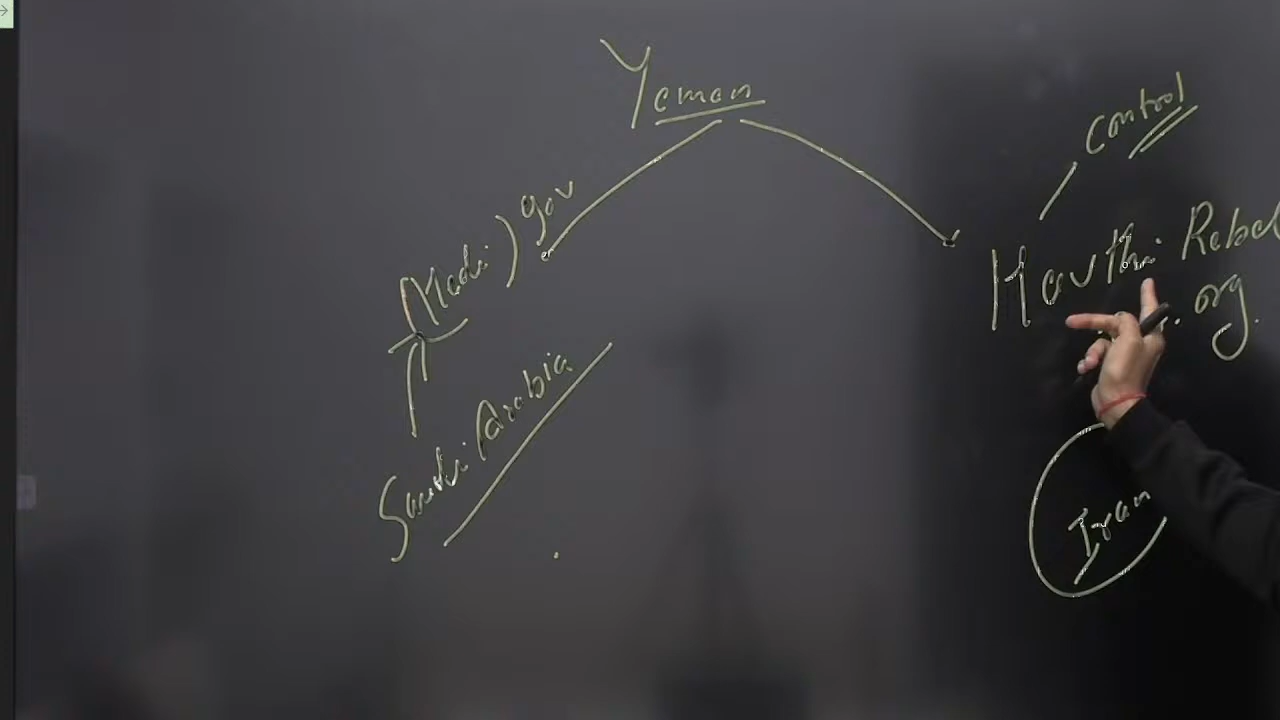 Yemen
Control
Hadi) gov
Houthi Rebel
org.
Saudi Arabia
Iran